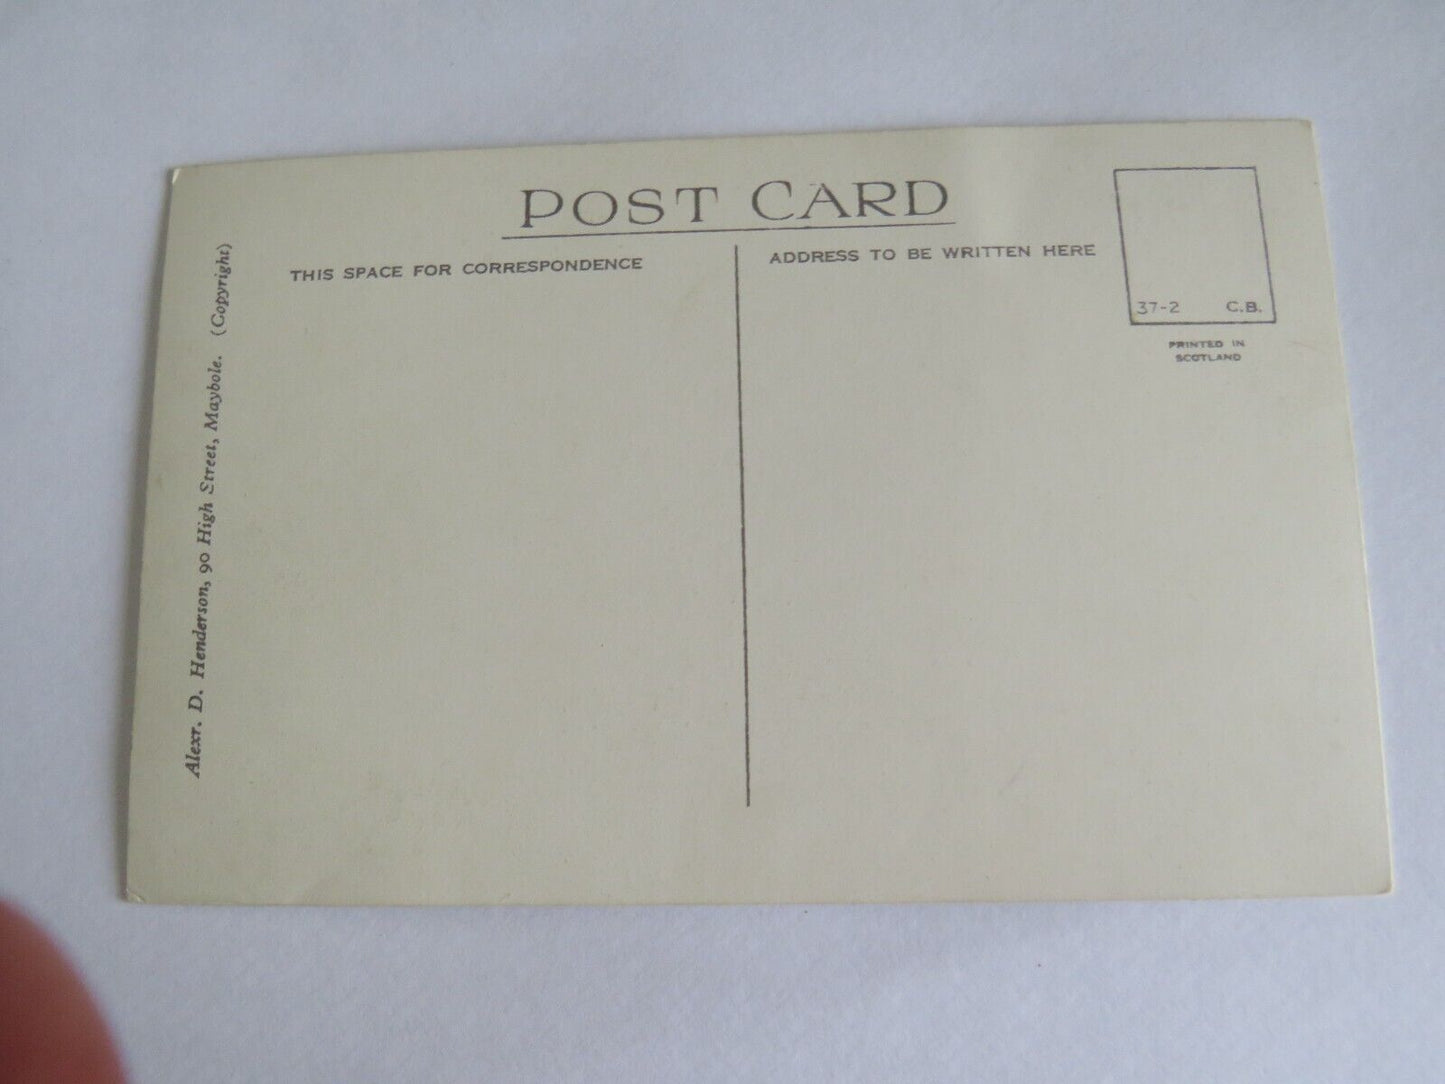 POST CARD
THIS SPACE FOR CORRESPONDENCE
ADDRESS TO BE WRITTEN HERE
37-2 C.B.
PRINTED IN
SCOTLAND
Alexr. D. Henderson, 90 High Street, Maybole. (Copyright)